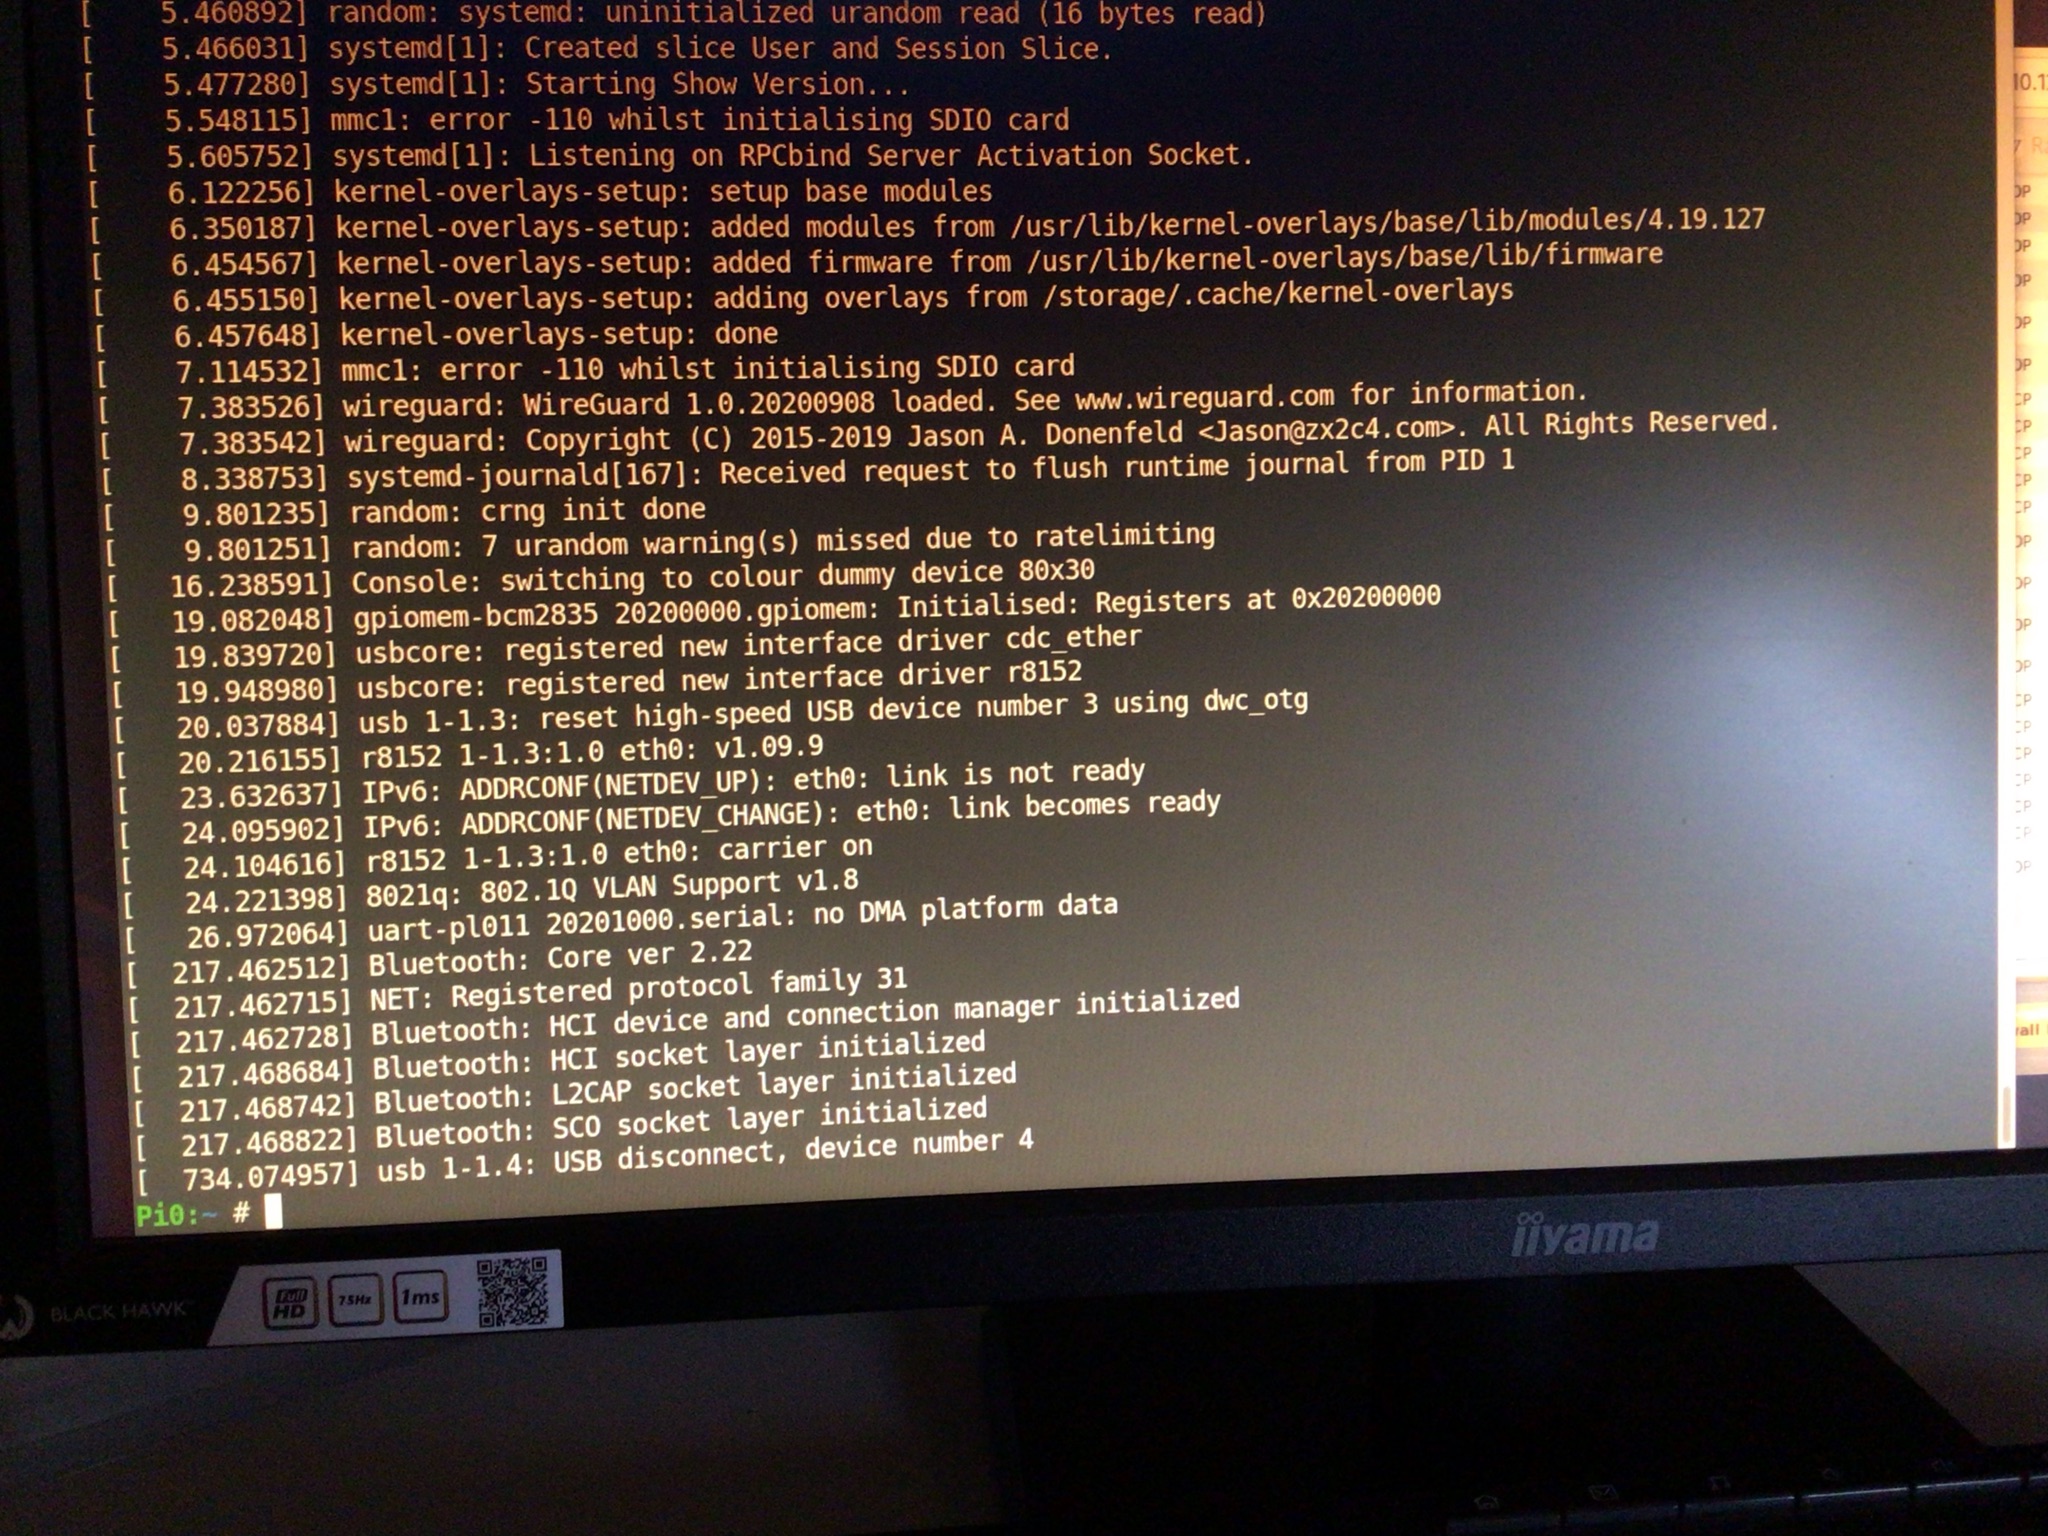 [    5.460892] random: systemd: uninitialized urandom read (16 bytes read)
[    5.466031] systemd[1]: Created slice User and Session Slice.
[    5.477280] systemd[1]: Starting Show Version...
[    5.548115] mmc1: error -110 whilst initialising SDIO card
[    5.605752] systemd[1]: Listening on RPCbind Server Activation Socket.
[    6.122256] kernel-overlays-setup: setup base modules
[    6.350187] kernel-overlays-setup: added modules from /usr/lib/kernel-overlays/base/lib/modules/4.19.127
[    6.454567] kernel-overlays-setup: added firmware from /usr/lib/kernel-overlays/base/lib/firmware
[    6.455150] kernel-overlays-setup: adding overlays from /storage/.cache/kernel-overlays
[    6.457648] kernel-overlays-setup: done
[    7.114532] mmc1: error -110 whilst initialising SDIO card
[    7.383526] wireguard: WireGuard 1.0.20200908 loaded. See www.wireguard.com for information.
[    7.383542] wireguard: Copyright (C) 2015-2019 Jason A. Donenfeld <Jason@zx2c4.com>. All Rights Reserved.
[    8.338753] systemd-journald[167]: Received request to flush runtime journal from PID 1
[    9.801235] random: crng init done
[    9.801251] random: 7 urandom warning(s) missed due to ratelimiting
[   16.238591] Console: switching to colour dummy device 80x30
[   19.082048] gpiomem-bcm2835 20200000.gpiomem: Initialised: Registers at 0x20200000
[   19.839720] usbcore: registered new interface driver cdc_ether
[   19.948980] usbcore: registered new interface driver r8152
[   20.037884] usb 1-1.3: reset high-speed USB device number 3 using dwc_otg
[   20.216155] r8152 1-1.3:1.0 eth0: v1.09.9
[   23.632637] IPv6: ADDRCONF(NETDEV_UP): eth0: link is not ready
[   24.095902] IPv6: ADDRCONF(NETDEV_CHANGE): eth0: link becomes ready
[   24.104616] r8152 1-1.3:1.0 eth0: carrier on
[   24.221398] 8021q: 802.1Q VLAN Support v1.8
[   26.972064] uart-pl011 20201000.serial: no DMA platform data
[  217.462512] Bluetooth: Core ver 2.22
[  217.462715] NET: Registered protocol family 31
[  217.462728] Bluetooth: HCI device and connection manager initialized
[  217.468684] Bluetooth: HCI socket layer initialized
[  217.468742] Bluetooth: L2CAP socket layer initialized
[  217.468822] Bluetooth: SCO socket layer initialized
[  734.074957] usb 1-1.4: USB disconnect, device number 4
Pi0:~ #
iiyama
BLACK HAWK™
Full HD
75Hz
1ms